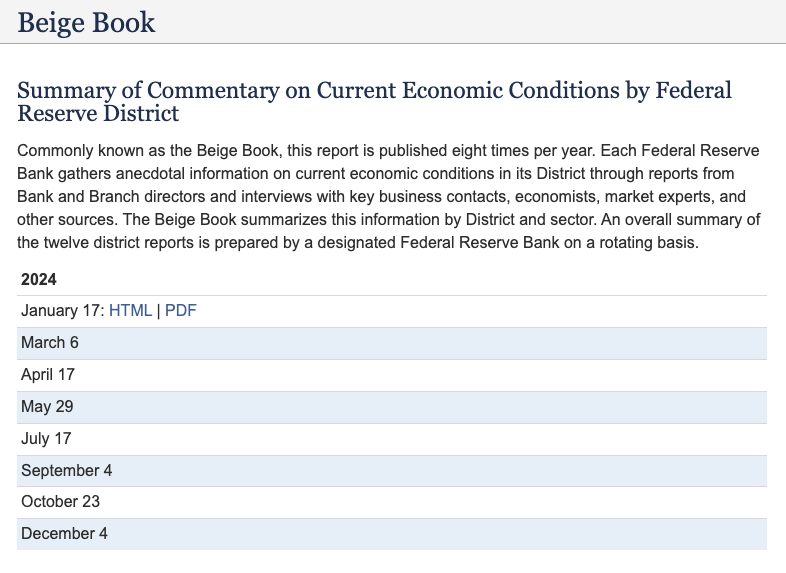 Beige Book
Summary of Commentary on Current Economic Conditions by Federal
Reserve District
Commonly known as the Beige Book, this report is published eight times per year. Each Federal Reserve
Bank gathers anecdotal information on current economic conditions in its District through reports from
Bank and Branch directors and interviews with key business contacts, economists, market experts, and
other sources. The Beige Book summarizes this information by District and sector. An overall summary of
the twelve district reports is prepared by a designated Federal Reserve Bank on a rotating basis.
2024
January 17: HTML | PDF
March 6
April 17
May 29
July 17
September 4
October 23
December 4